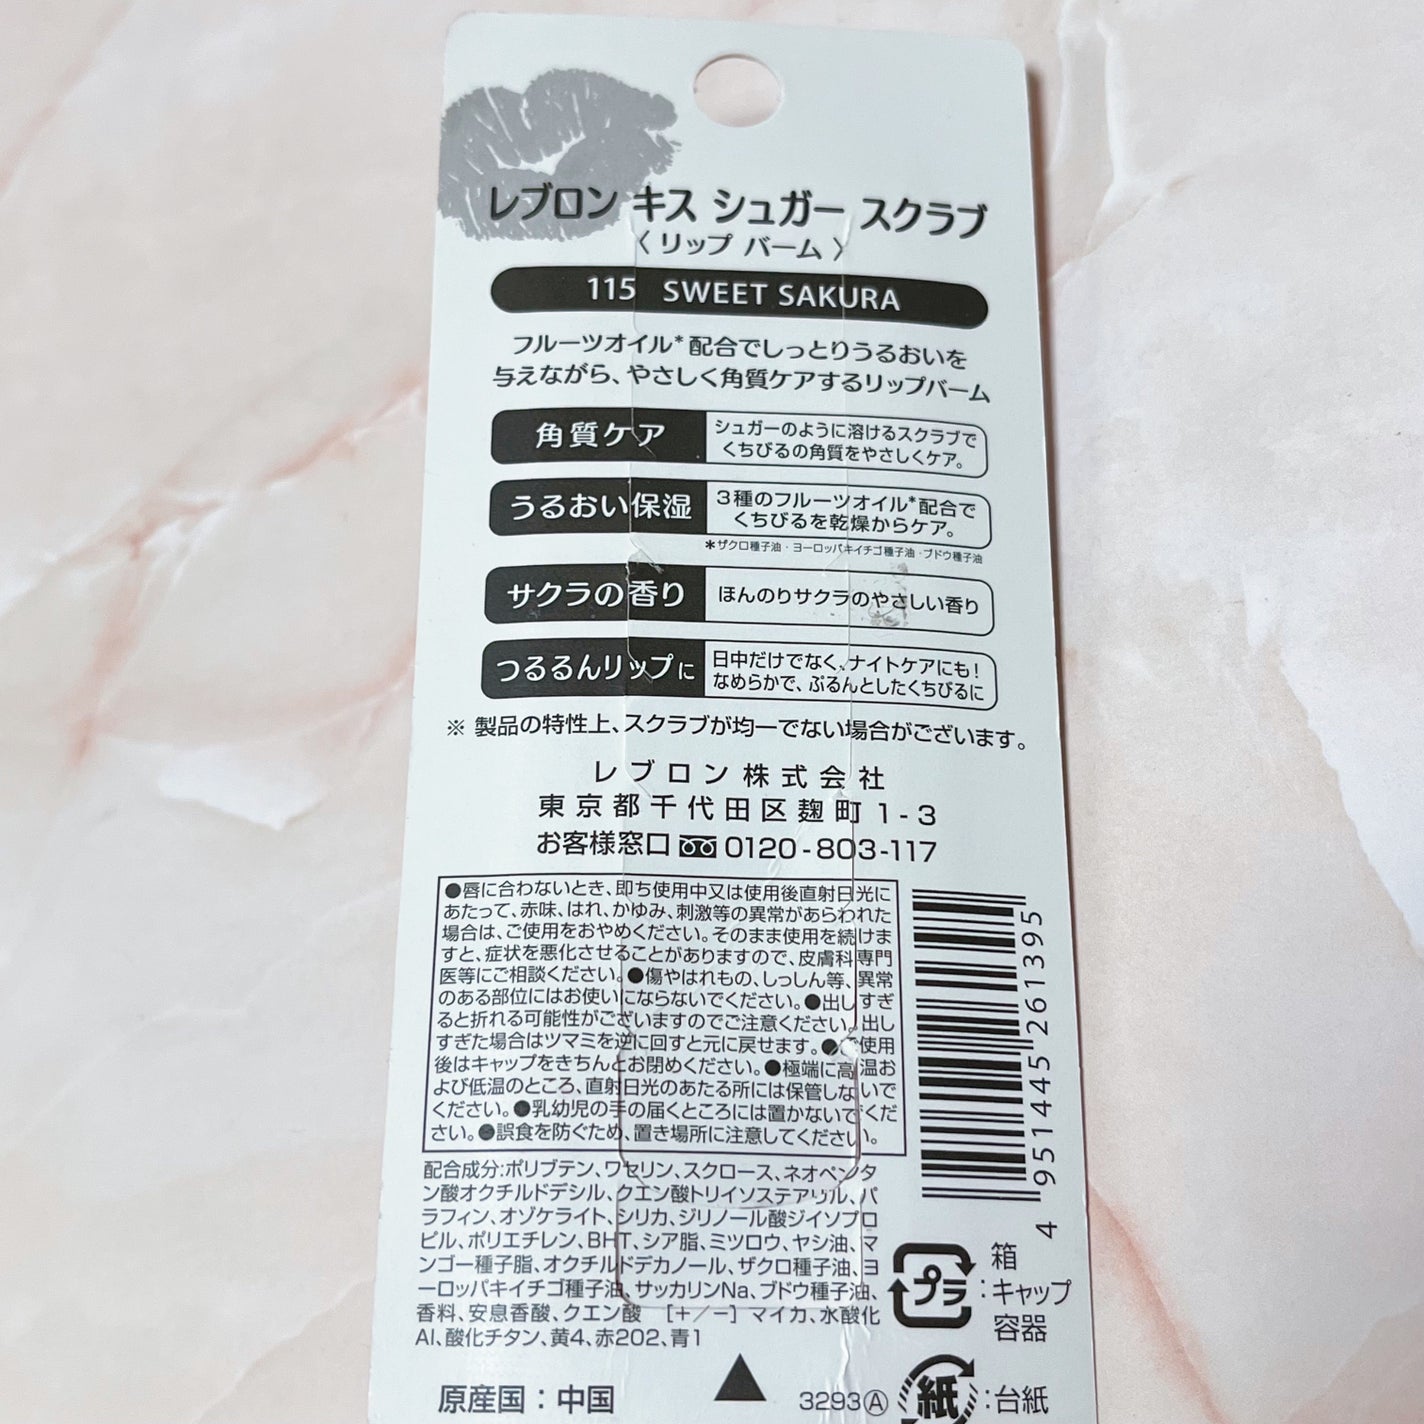 レブロン キス シュガー スクラブ
〈 リップ バーム 〉
115 SWEET SAKURA
フルーツオイル*配合でしっとりうるおいを
与えながら、やさしく角質ケアするリップバーム
角質ケア
シュガーのように溶けるスクラブで
くちびるの角質をやさしくケア。
うるおい保湿
3種のフルーツオイル*配合で
くちびるを乾燥からケア。
*ザクロ種子油・ヨーロッパキイチゴ種子油・ブドウ種子油
サクラの香り
ほんのりサクラのやさしい香り
つるるんリップに
日中だけでなく、ナイトケアにも!
なめらかで、ぷるんとしたくちびるに
※ 製品の特性上、スクラブが均一でない場合がございます。
レブロン株式会社
東京都千代田区麹町1-3
お客様窓口 0120-803-117
●唇に合わないとき、即ち使用中又は使用後直射日光に
あたって、赤味、はれ、かゆみ、刺激等の異常があらわれた
場合は、ご使用をおやめください。そのまま使用を続けま
すと、症状を悪化させることがありますので、皮膚科専門
医等にご相談ください。●傷やはれもの、しっしん等、異常
のある部位にはお使いにならないでください。●出しすぎ
ると折れる可能性がございますのでご注意ください。出し
すぎた場合はツマミを逆に回すと元に戻せます。●ご使用
後はキャップをきちんとお閉めください。●極端に高温お
よび低温のところ、直射日光のあたる所には保管しないで
ください。●乳幼児の手の届くところには置かないでくだ
さい。●誤食を防ぐため、置き場所に注意してください。
配合成分:ポリブテン、ワセリン、スクロース、ネオペンタ
ン酸オクチルドデシル、クエン酸トリイソステアリル、パ
ラフィン、オゾケライト、シリカ、ジリノール酸ジイソプロ
ピル、ポリエチレン、BHT、シア脂、ミツロウ、ヤシ油、マ
ンゴー種子脂、オクチルドデカノール、ザクロ種子油、ヨ
ーロッパキイチゴ種子油、サッカリンNa、ブドウ種子油、
香料、安息香酸、クエン酸 [+/−] マイカ、水酸化
Al、酸化チタン、黄4、赤202、青1
4 951445 261395
プラ
:
箱
キャップ
容器
原産国:中国
3293Ⓐ
紙
:台紙